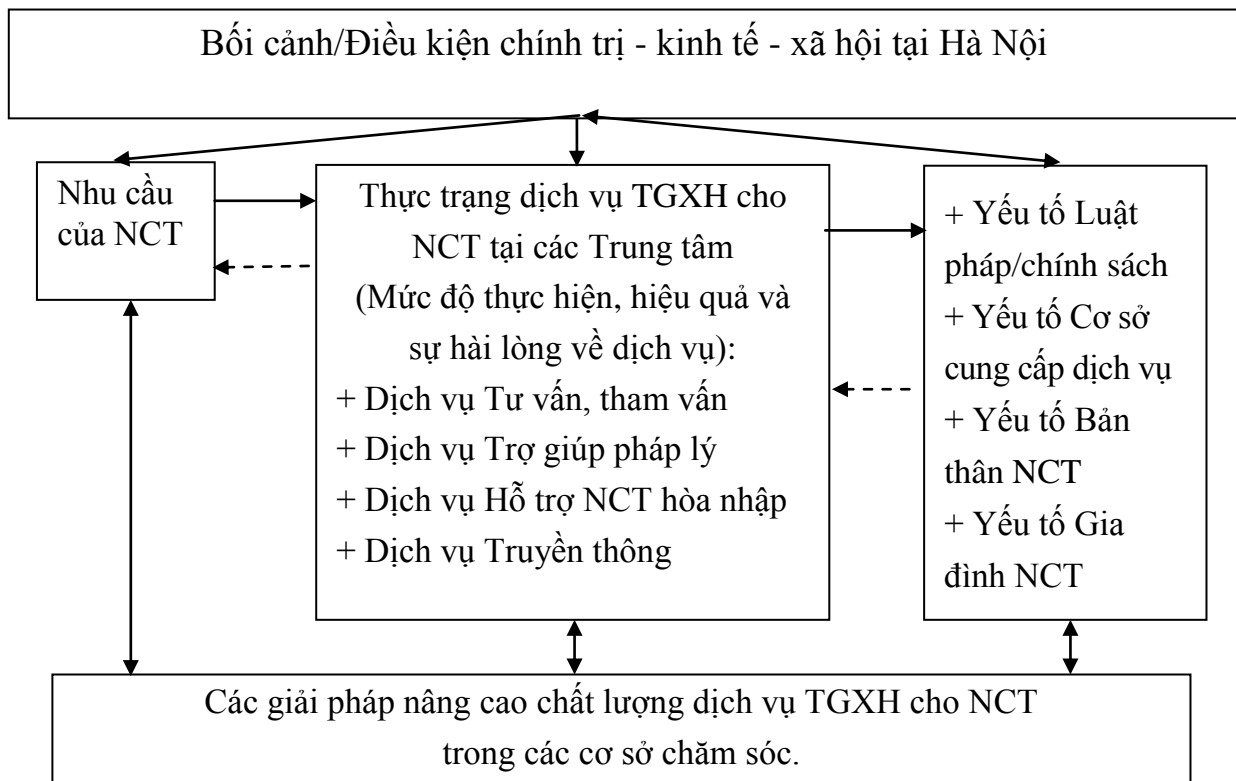 Bối cảnh/Điều kiện chính trị - kinh tế - xã hội tại Hà Nội
Nhu cầu
của NCT
Thực trạng dịch vụ TGXH cho
NCT tại các Trung tâm
(Mức độ thực hiện, hiệu quả và
sự hài lòng về dịch vụ):
+ Dịch vụ Tư vấn, tham vấn
+ Dịch vụ Trợ giúp pháp lý
+ Dịch vụ Hỗ trợ NCT hòa nhập
+ Dịch vụ Truyền thông
+ Yếu tố Luật
pháp/chính sách
+ Yếu tố Cơ sở
cung cấp dịch vụ
+ Yếu tố Bản
thân NCT
+ Yếu tố Gia
đình NCT
Các giải pháp nâng cao chất lượng dịch vụ TGXH cho NCT
trong các cơ sở chăm sóc.